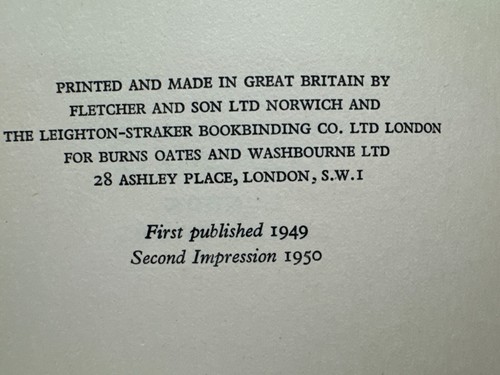 PRINTED AND MADE IN GREAT BRITAIN BY
FLETCHER AND SON LTD NORWICH AND
THE LEIGHTON-STRAKER BOOKBINDING CO. LTD LONDON
FOR BURNS OATES AND WASHBOURNE LTD
28 ASHLEY PLACE, LONDON, S.W.1
First published 1949
Second Impression 1950